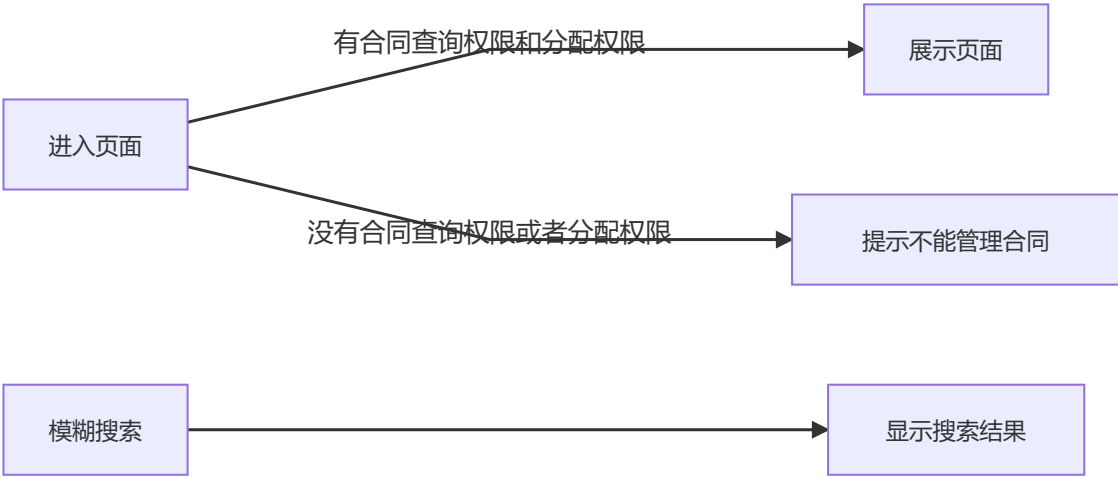 有合同查询权限和分配权限
展示页面
进入页面
没有合同查询权限或者分配权限
提示不能管理合同
模糊搜索
显示搜索结果